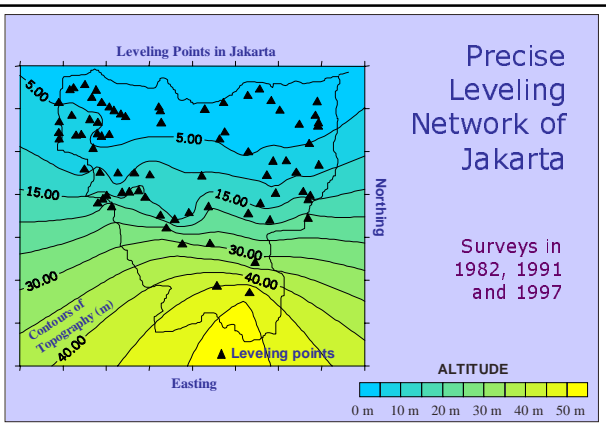 Leveling Points in Jakarta
5.00
5.00
15.00
15.00
30.00
30.00
40.00
40.00
Contours of
Topography (m)
Leveling points
Northing
Easting
Precise
Leveling
Network of
Jakarta
Surveys in
1982, 1991
and 1997
ALTITUDE
0 m 10 m 20 m 30 m 40 m 50 m